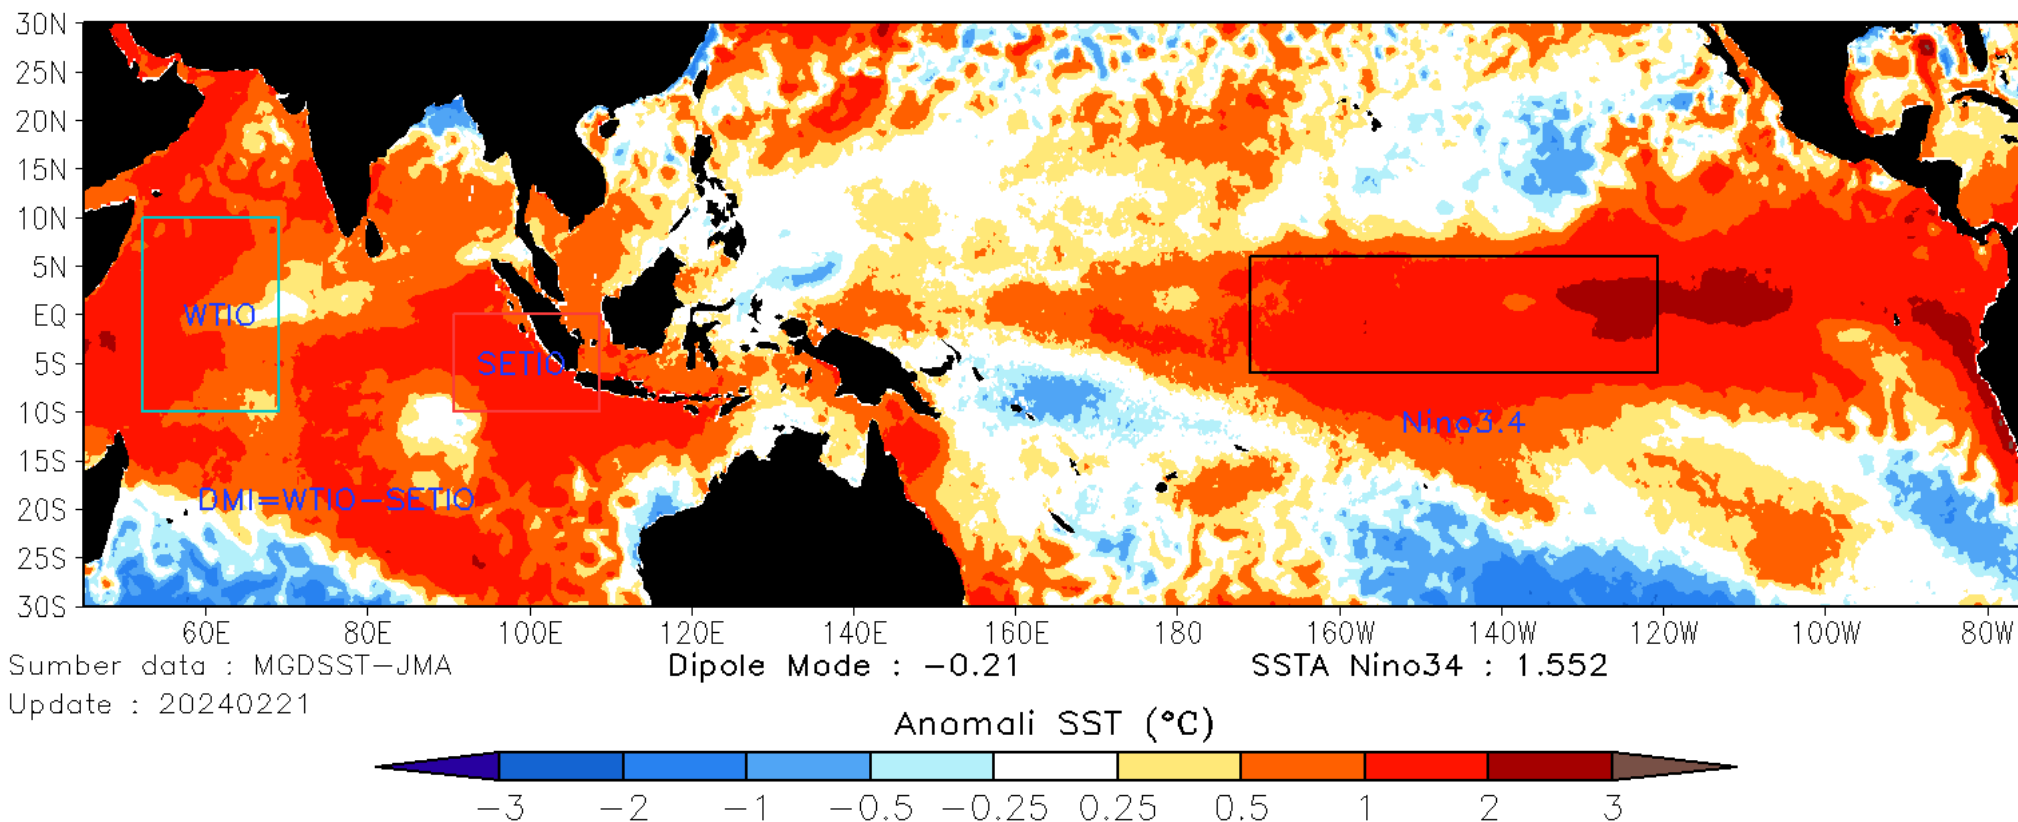 30N
25N
20N
15N
10N
5N
EQ
5S
10S
15S
20S
25S
30S
WTIO
SETIO
Nino3.4
DMI=WTIO−SETIO
60E 80E 100E 120E 140E 160E 180 160W 140W 120W 100W 80W
Sumber data : MGDSST−JMA Dipole Mode : −0.21 SSTA Nino34 : 1.552
Update : 20240221
Anomali SST (°C)
−3 −2 −1 −0.5 −0.25 0.25 0.5 1 2 3